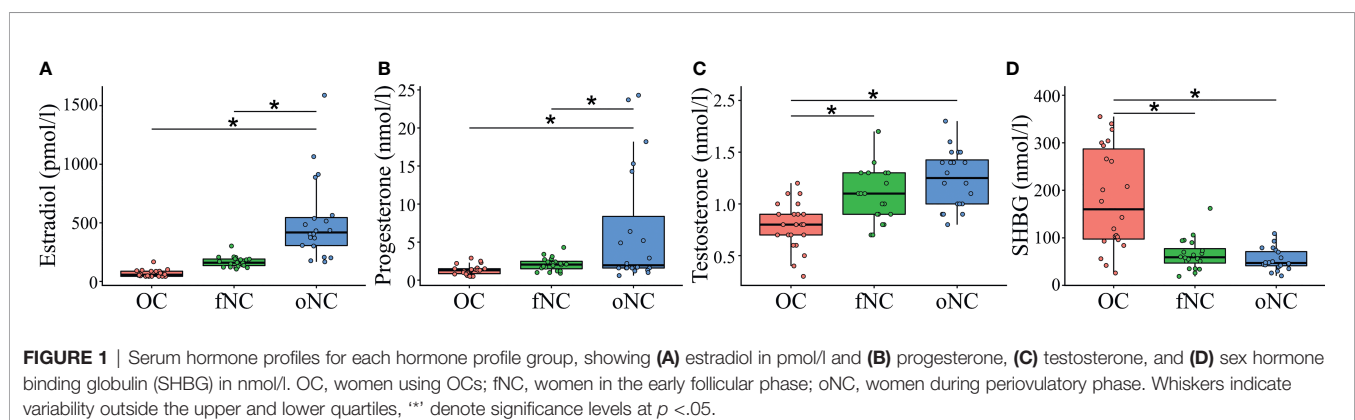 A
B
C
D
Estradiol (pmol/l)
1500
1000
500
0
*
*
OC fNC oNC
Progesterone (nmol/l)
25
20
15
10
5
0
*
*
OC fNC oNC
Testosterone (nmol/l)
2.5
1.5
1.0
0.5
*
*
OC fNC oNC
SHBG (nmol/l)
400
300
200
100
0
*
*
OC fNC oNC
FIGURE 1 | Serum hormone profiles for each hormone profile group, showing (A) estradiol in pmol/l and (B) progesterone, (C) testosterone, and (D) sex hormone
binding globulin (SHBG) in nmol/l. OC, women using OCs; fNC, women in the early follicular phase; oNC, women during periovulatory phase. Whiskers indicate
variability outside the upper and lower quartiles, ‘*’ denote significance levels at p <.05.